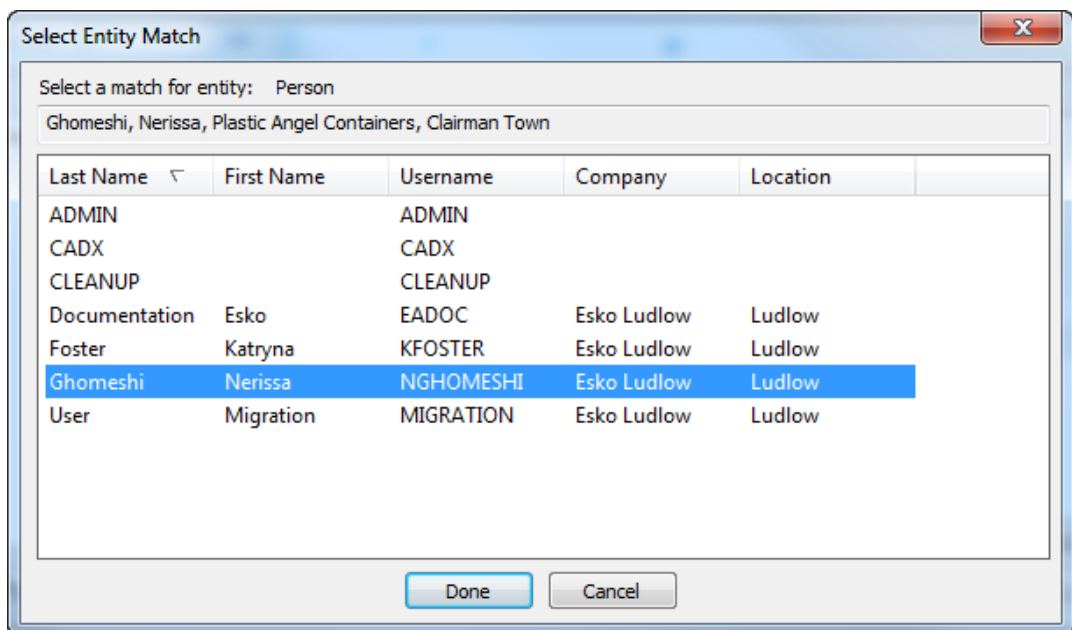 Select Entity Match
Select a match for entity: Person
Ghomeshi, Nerissa, Plastic Angel Containers, Clairman Town
Last Name First Name Username Company Location
ADMIN ADMIN
CADX CADX
CLEANUP CLEANUP
Documentation Esko EADOC Esko Ludlow Ludlow
Foster Katryna KFOSTER Esko Ludlow Ludlow
Ghomeshi Nerissa NGHOMESHI Esko Ludlow Ludlow
User Migration MIGRATION Esko Ludlow Ludlow
Done Cancel